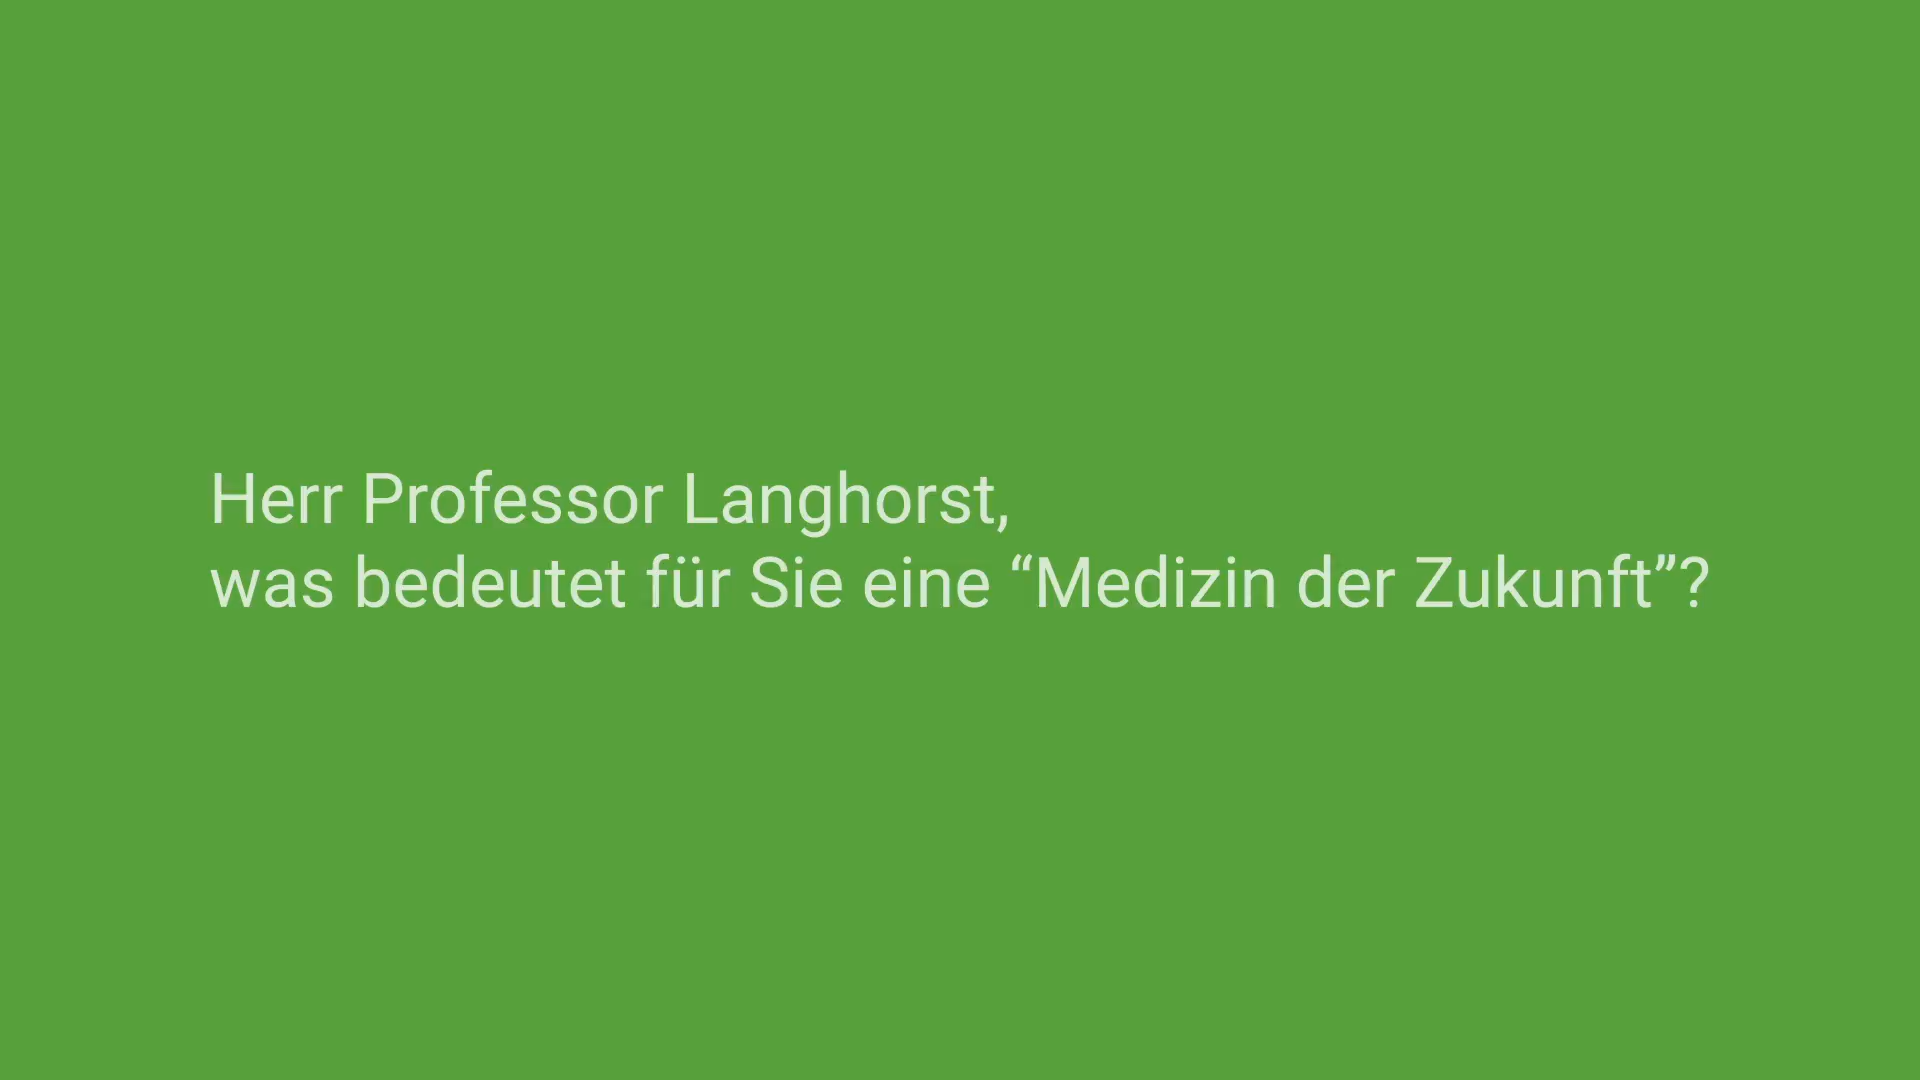 Herr Professor Langhorst,
was bedeutet für Sie eine “Medizin der Zukunft”?